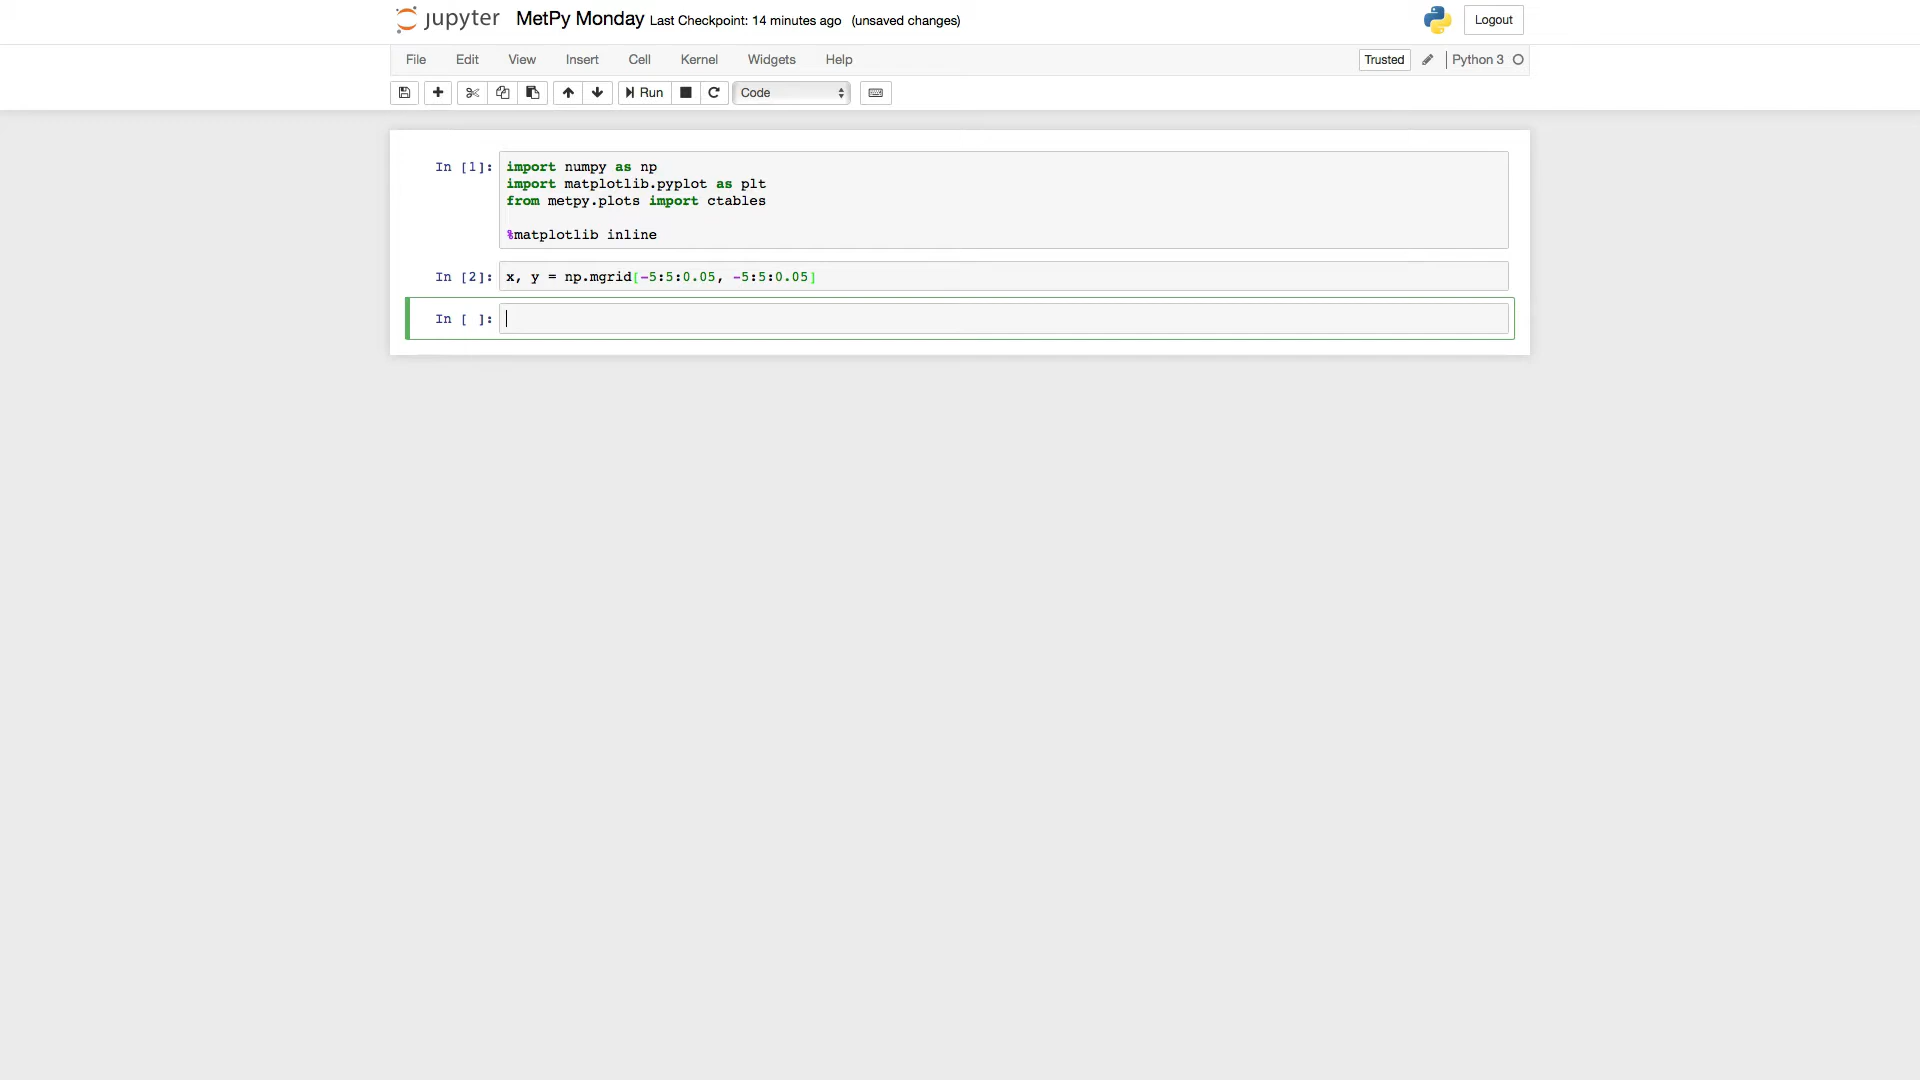 jupyter MetPy Monday Last Checkpoint: 14 minutes ago (unsaved changes) Logout
File Edit View Insert Cell Kernel Widgets Help Trusted Python 3
Run Code
In [1]: import numpy as np
import matplotlib.pyplot as plt
from metpy.plots import ctables
%matplotlib inline
In [2]: x, y = np.mgrid[-5:5:0.05, -5:5:0.05]
In [ ]: